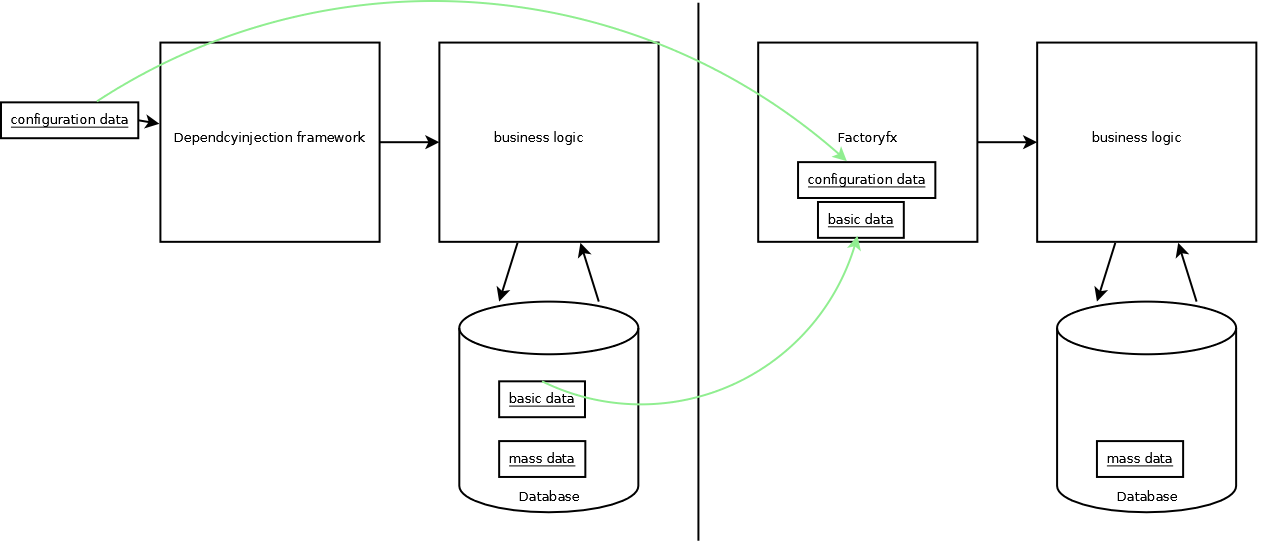 configuration data
Dependcyinjection framework
business logic
basic data
mass data
Database
Factoryfx
configuration data
basic data
business logic
mass data
Database